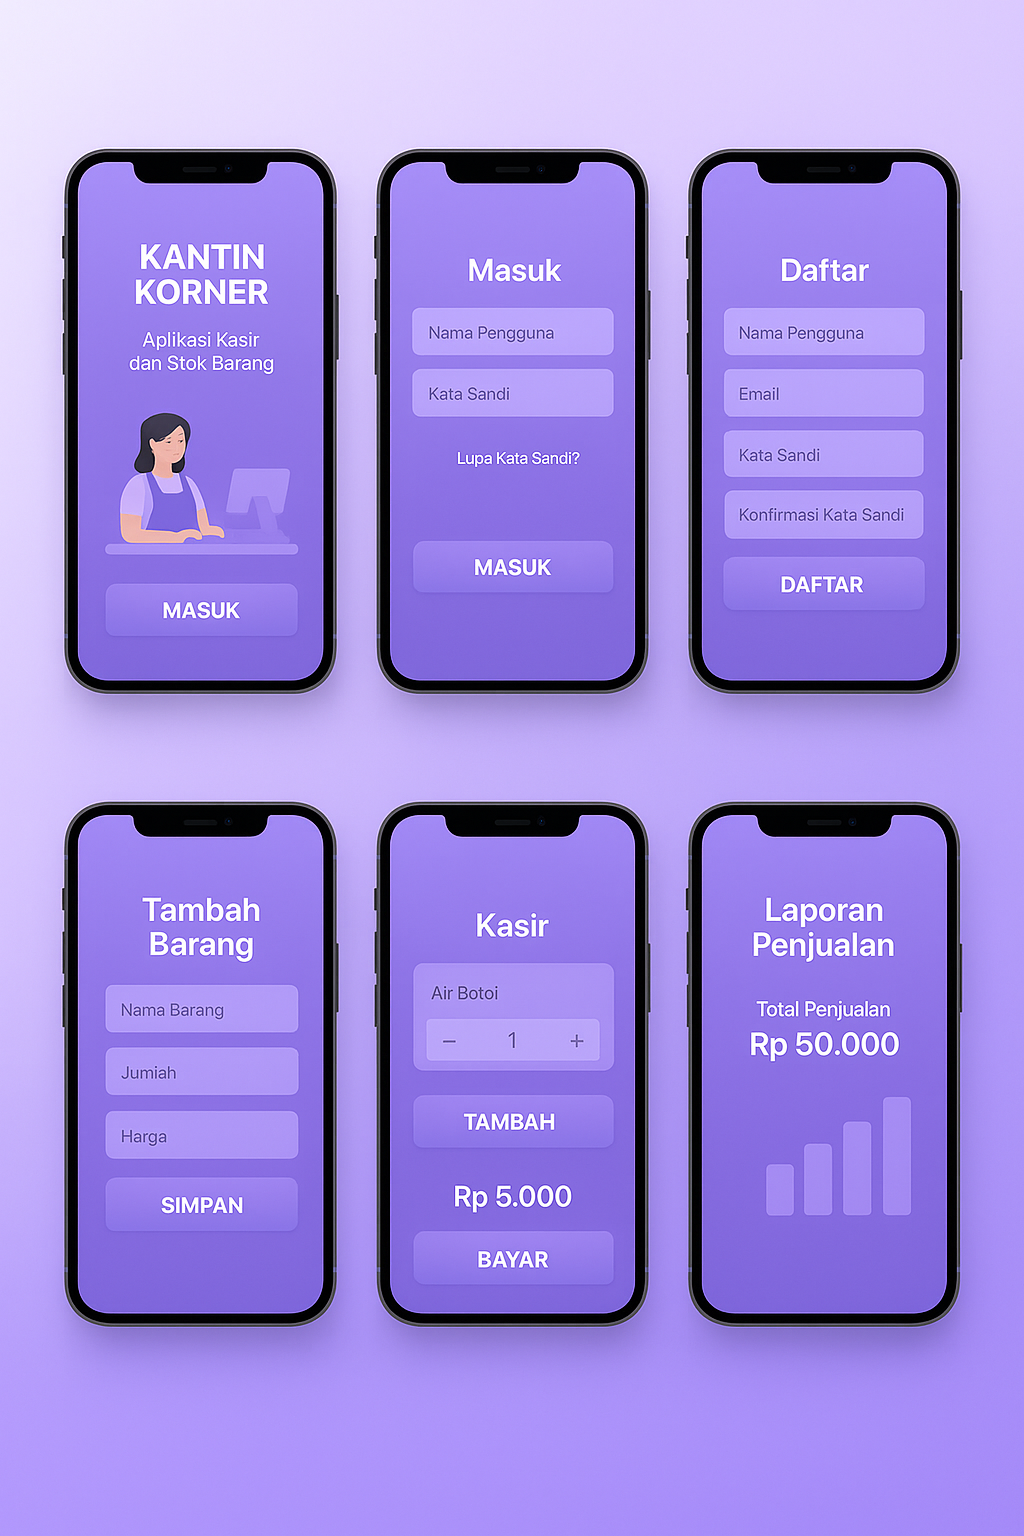 KANTIN
KORNER
Aplikasi Kasir
dan Stok Barang
MASUK
Masuk
Nama Pengguna
Kata Sandi
Lupa Kata Sandi?
MASUK
Daftar
Nama Pengguna
Email
Kata Sandi
Konfirmasi Kata Sandi
DAFTAR
Tambah
Barang
Nama Barang
Jumiah
Harga
SIMPAN
Kasir
Air Botoi
− 1 +
TAMBAH
Rp 5.000
BAYAR
Laporan
Penjualan
Total Penjualan
Rp 50.000